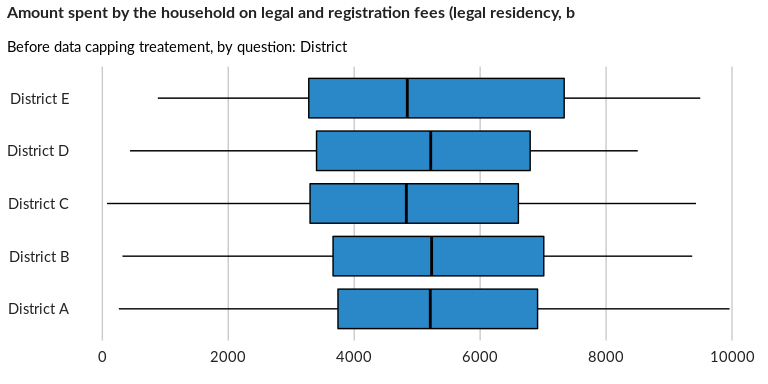 Amount spent by the household on legal and registration fees (legal residency, b
Before data capping treatement, by question: District
District E
District D
District C
District B
District A
0 2000 4000 6000 8000 10000